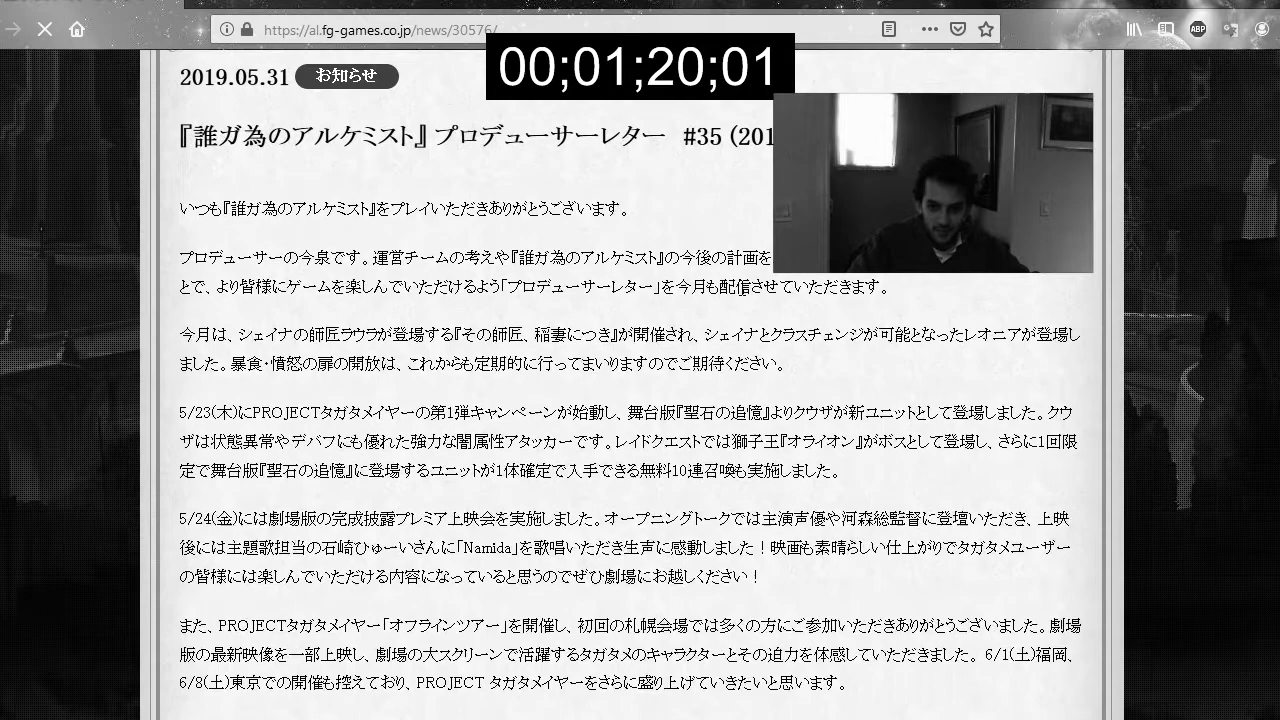 https://al.fg-games.co.jp/news/30576/
ABP
00;01;20;01
2019.05.31 お知らせ
『誰ガ為のアルケミスト』プロデューサーレター #35 (201
いつも『誰ガ為のアルケミスト』をプレイいただきありがとうございます。
プロデューサーの今泉です。運営チームの考えや『誰ガ為のアルケミスト』の今後の計画を
とで、より皆様にゲームを楽しんでいただけるよう「プロデューサーレター」を今月も配信させていただきます。
今月は、シェイナの師匠ラウラが登場する『その師匠、稲妻につき』が開催され、シェイナとクラスチェンジが可能となったレオニアが登場し
ました。暴食・憤怒の扉の開放は、これからも定期的に行ってまいりますのでご期待ください。
5/23(木)にPROJECTタガタメイヤーの第1弾キャンペーンが始動し、舞台版『聖石の追憶』よりクウザが新ユニットとして登場しました。クウ
ザは状態異常やデバフにも優れた強力な闇属性アタッカーです。レイドクエストでは獅子王『オライオン』がボスとして登場し、さらに1回限
定で舞台版『聖石の追憶』に登場するユニットが1体確定で入手できる無料10連召喚も実施しました。
5/24(金)には劇場版の完成披露プレミア上映会を実施しました。オープニングトークでは主演声優や河森総監督に登壇いただき、上映
後には主題歌担当の石崎ひゅーいさんに「Namida」を歌唱いただき生声に感動しました！映画も素晴らしい仕上がりでタガタメユーザー
の皆様には楽しんでいただける内容になっていると思うのでぜひ劇場にお越しください！
また、PROJECTタガタメイヤー「オフラインツアー」を開催し、初回の札幌会場では多くの方にご参加いただきありがとうございました。劇場
版の最新映像を一部上映し、劇場の大スクリーンで活躍するタガタメのキャラクターとその迫力を体感していただきました。6/1(土)福岡、
6/8(土)東京での開催も控えており、PROJECT タガタメイヤーをさらに盛り上げていきたいと思います。